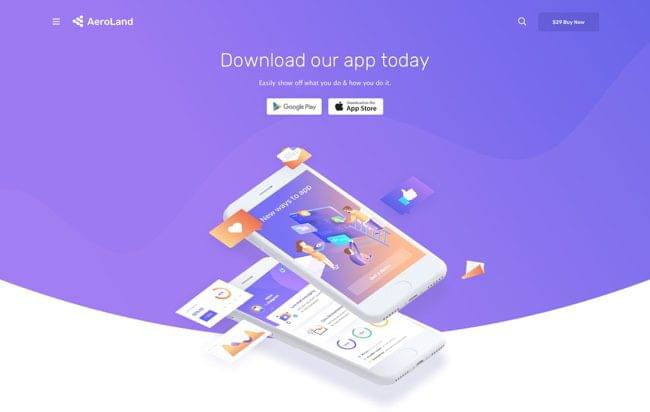 AeroLand
$29 Buy Now
Download our app today
Easily show off what you do & how you do it.
Google Play
Download on the
App Store
New ways to app